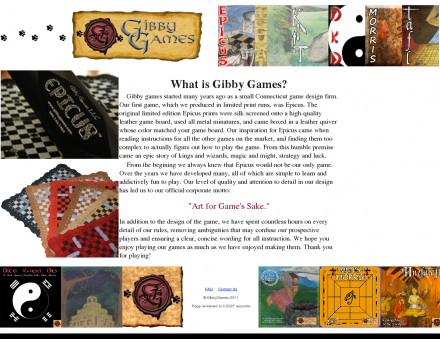 Gibby
Games
EPICUS
KNIT
DKD
MORRIS
Tafl
EPICUS
What is Gibby Games?
Gibby games started many years ago as a small Connecticut game design firm.
Our first game, which we produced in limited print runs, was Epicus. The
original limited edition Epicus prints were silk screened onto a high-quality
leather game board, used all metal miniatures, and came boxed in a leather quiver
whose color matched your game board. Our inspiration for Epicus came when
reading instructions for all the other games on the market, and finding them too
complex to actually figure out how to play the game. From this humble premise
came an epic story of kings and wizards, magic and might, strategy and luck.
From the begining we always knew that Epicus would not be our only game.
Over the years we have developed many, all of which are simple to learn and
addictively fun to play. Our level of quality and attention to detail in our design
has led us to our official corporate motto:
"Art for Game's Sake."
In addition to the design of the game, we have spent countless hours on every
detail of our rules, removing ambiguities that may confuse our prospective
players and ensuring a clear, concise wording for all instruction. We hope you
enjoy playing our games as much as we have enjoyed making them. Thank you
for playing!
FAQ Contact Us
©GibbyGames 2011